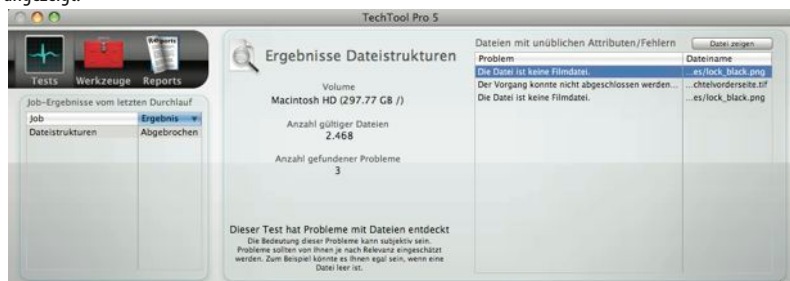 angezeigt.
TechTool Pro 5
Tests Werkzeuge Reports
Job-Ergebnisse vom letzten Durchlauf
Job Ergebnis
Dateistrukturen Abgebrochen
Ergebnisse Dateistrukturen
Volume
Macintosh HD (297.77 GB /)
Anzahl gültiger Dateien
2.468
Anzahl gefundener Probleme
3
Dieser Test hat Probleme mit Dateien entdeckt
Die Bedeutung dieser Probleme kann subjektiv sein.
Probleme sollten von Ihnen je nach Relevanz eingeschätzt
werden. Zum Beispiel könnte es Ihnen egal sein, wenn eine
Datei leer ist.
Dateien mit unüblichen Attributen/Fehlern Datei zeigen
Problem Dateiname
Die Datei ist keine Filmdatei. ...es/lock_black.png
Der Vorgang konnte nicht abgeschlossen werden... ...chtelvorderseite.tif
Die Datei ist keine Filmdatei. ...es/lock_black.png